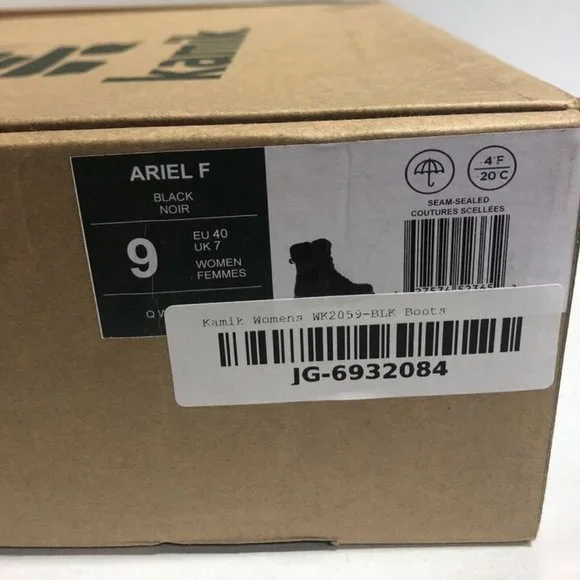 kamik
ARIEL F
BLACK
NOIR
9
EU 40
UK 7
WOMEN
FEMMES
-4 F
-20 C
SEAM-SEALED
COUTURES SCELLÉES
Kamik Womens WK2059-BLK Boots
JG-6932084